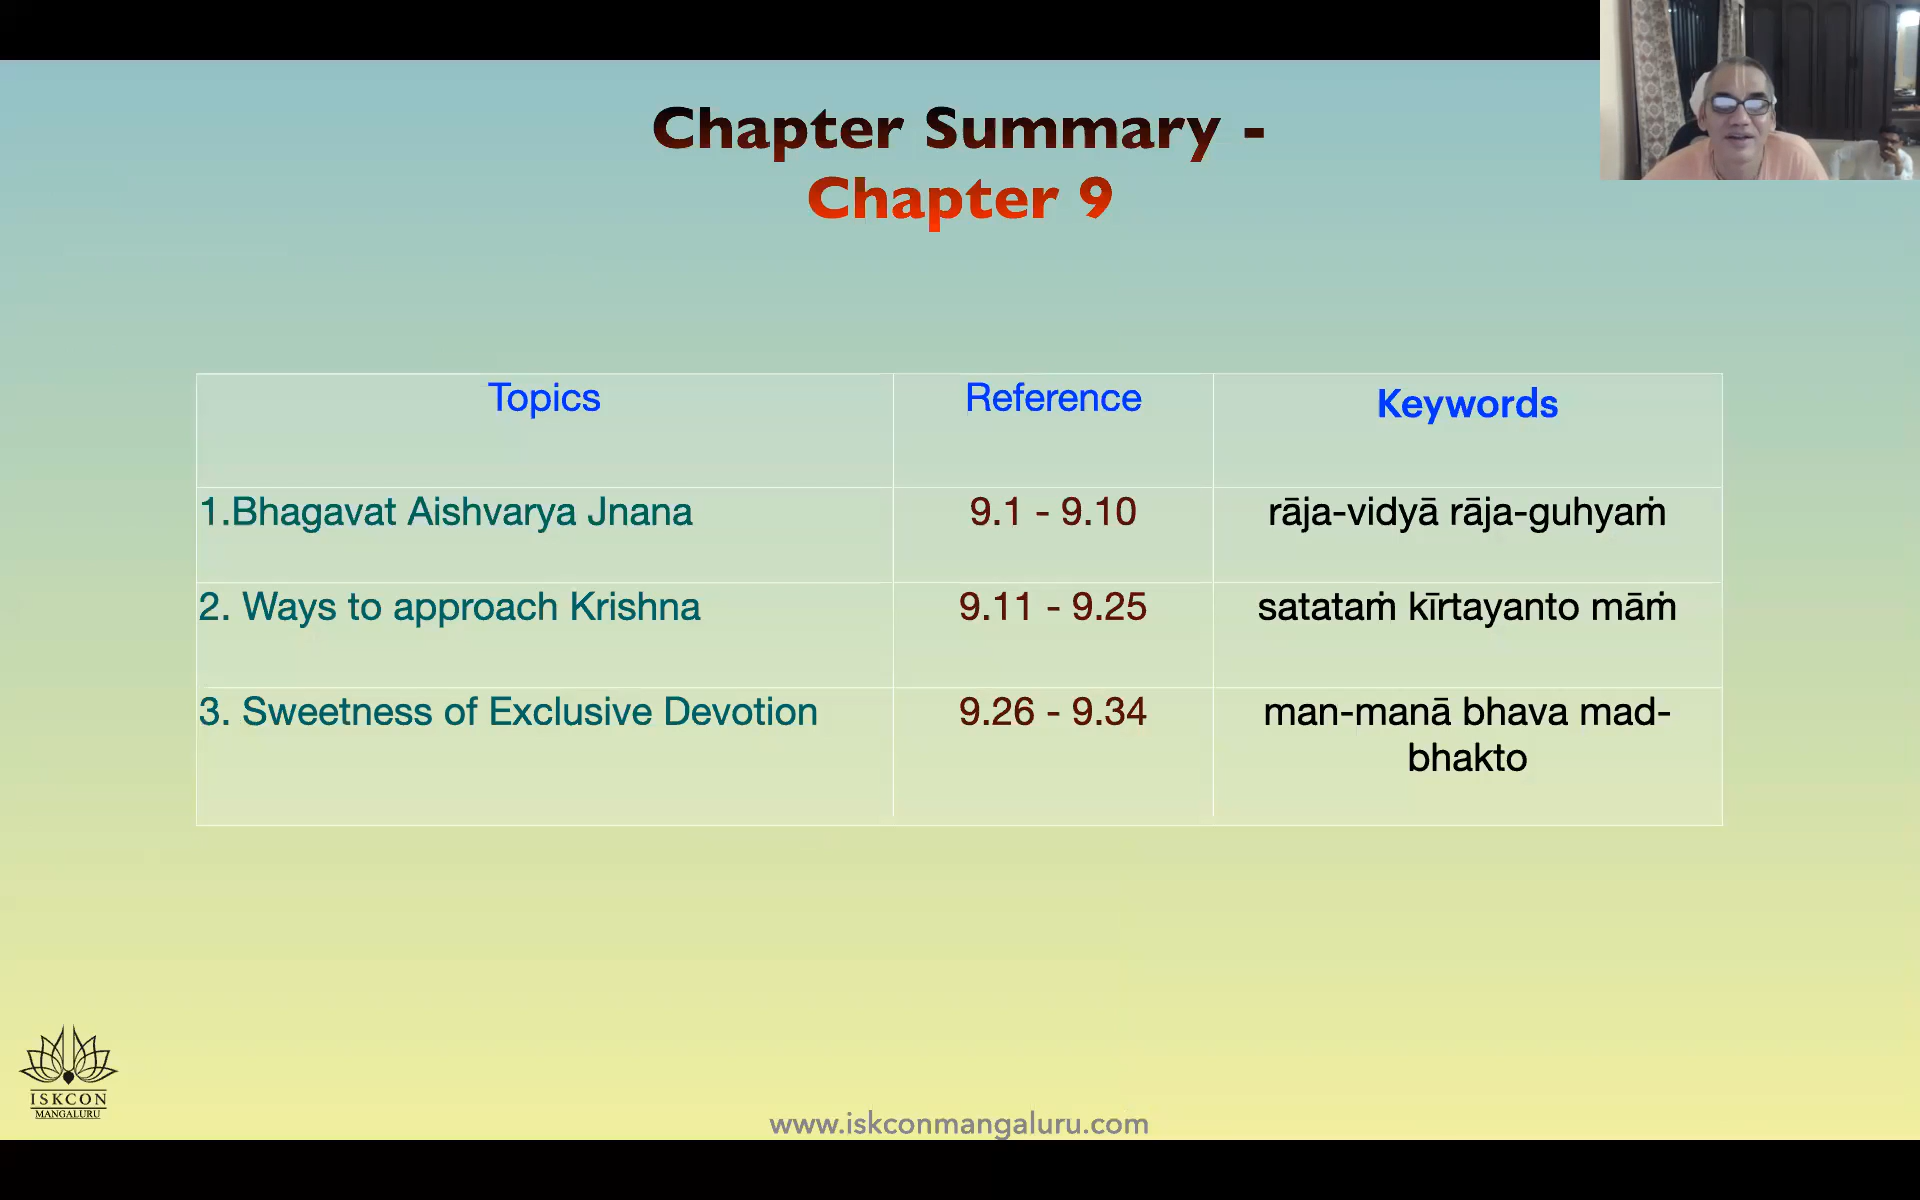 Chapter Summary -
Chapter 9
Topics Reference Keywords
1.Bhagavat Aishvarya Jnana 9.1 - 9.10 rāja-vidyā rāja-guhyaṁ
2. Ways to approach Krishna 9.11 - 9.25 satataṁ kīrtayanto māṁ
3. Sweetness of Exclusive Devotion 9.26 - 9.34 man-manā bhava mad-
bhakto
ISKCON
MANGALURU
www.iskconmangaluru.com